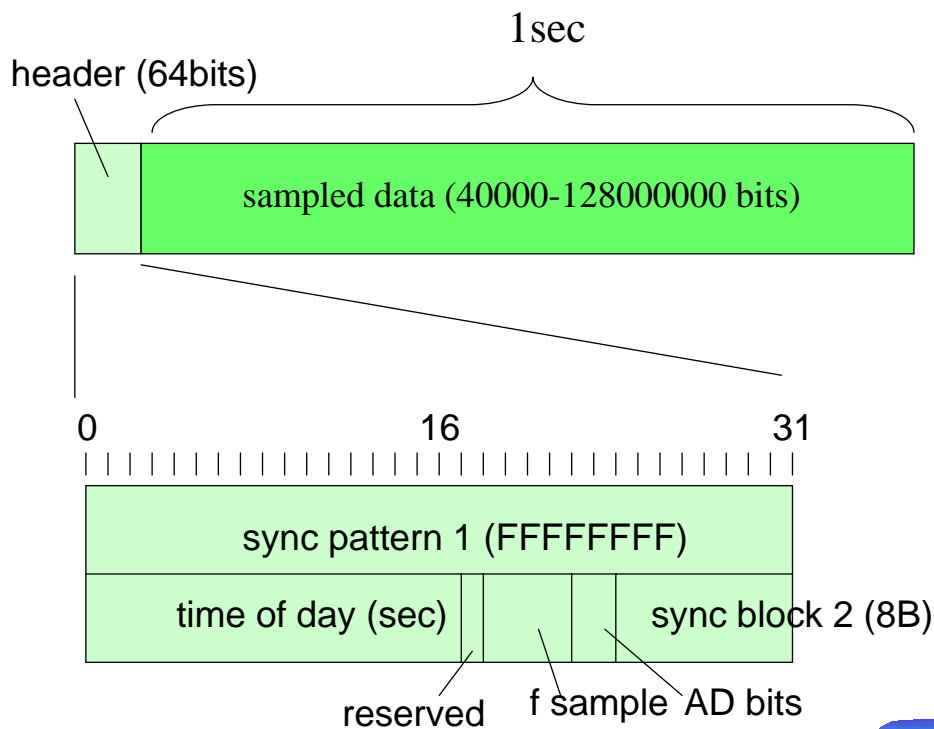 1sec
header (64bits)
sampled data (40000-128000000 bits)
0 16 31
sync pattern 1 (FFFFFFFF)
time of day (sec) sync block 2 (8B)
reserved f sample AD bits